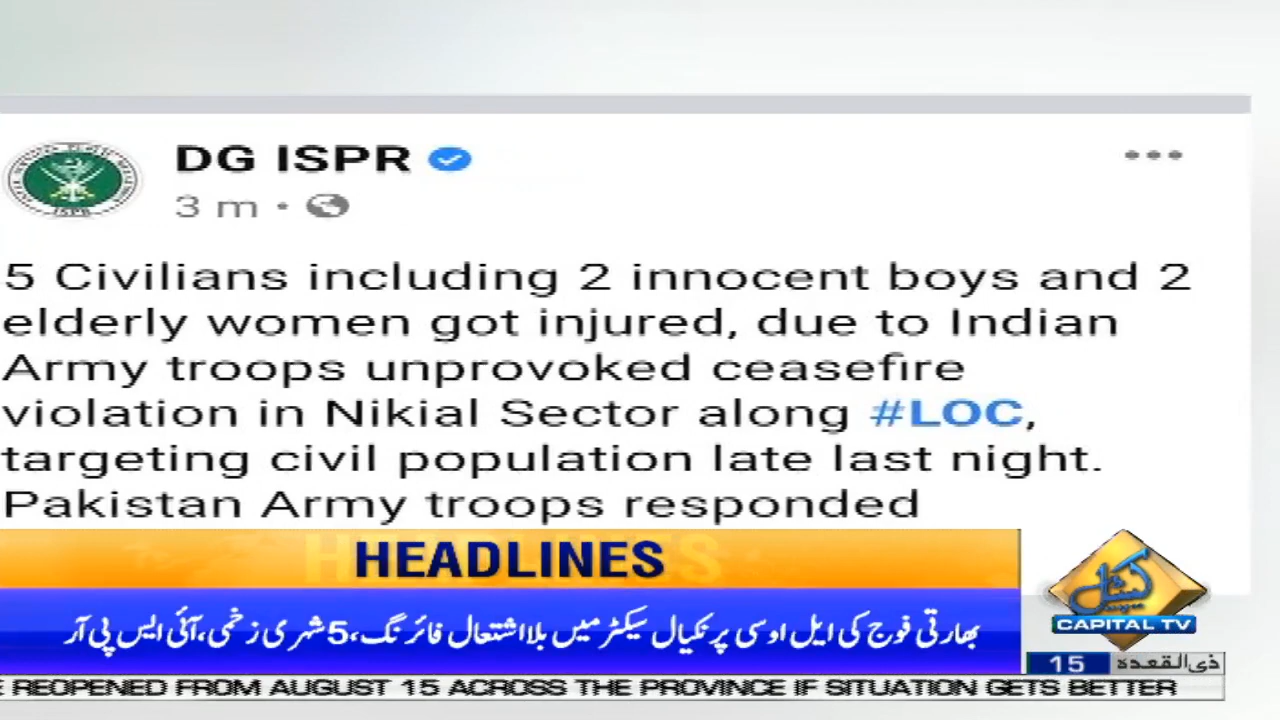 DG ISPR
3 m
5 Civilians including 2 innocent boys and 2
elderly women got injured, due to Indian
Army troops unprovoked ceasefire
violation in Nikial Sector along #LOC,
targeting civil population late last night.
Pakistan Army troops responded
HEADLINES
بھارتی فوج کی ایل او سی پر نکیال سیکٹر میں بلااشتعال فائرنگ،5شہری زخمی،آئی ایس پی آر
کیپیٹل
CAPITAL TV
15 ذی القعدہ
REOPENED FROM AUGUST 15 ACROSS THE PROVINCE IF SITUATION GETS BETTER